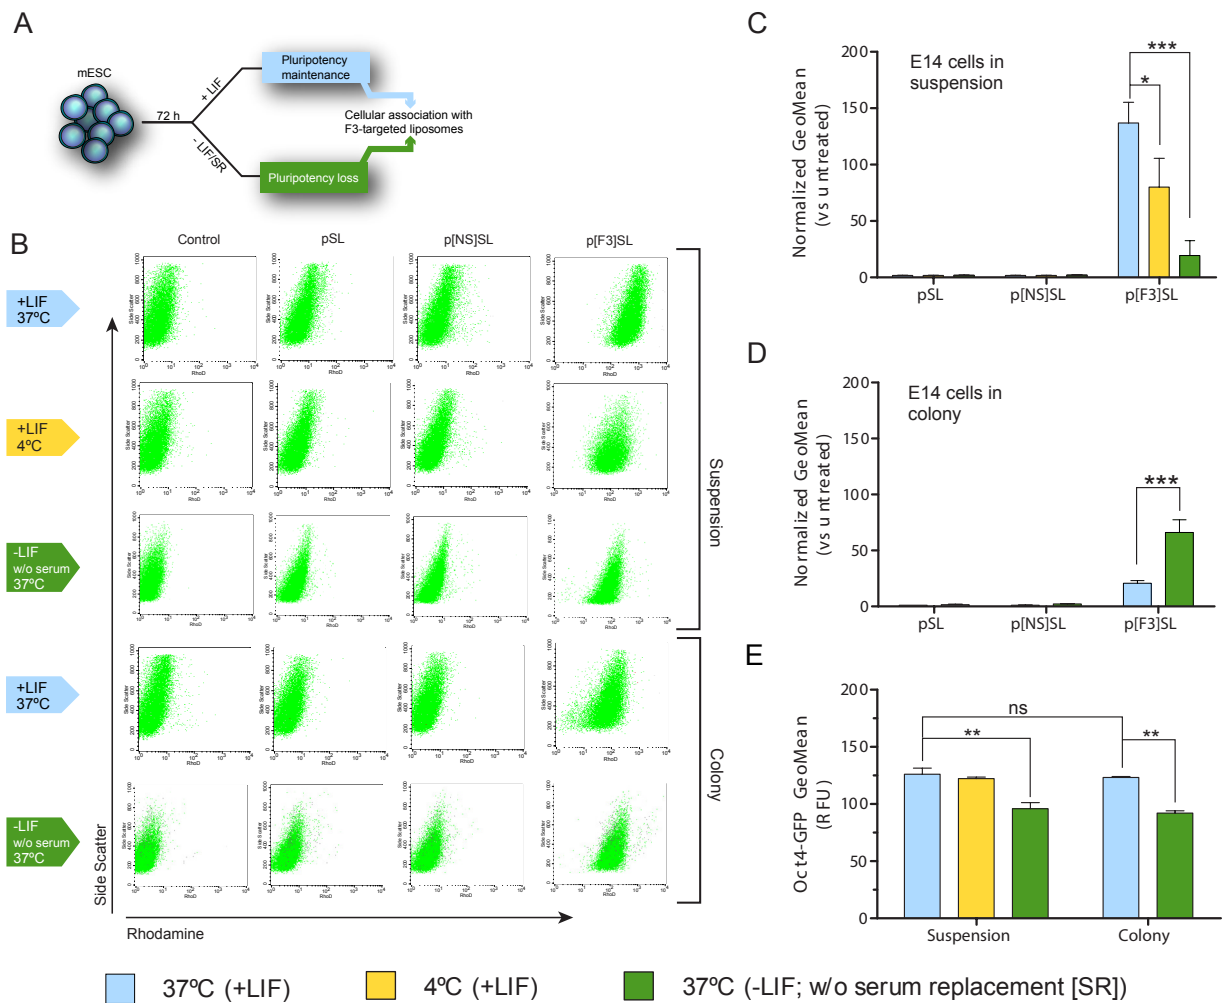 A
mESC
72 h
+ LIF
- LIF/SR
Pluripotency
maintenance
Cellular association with
F3-targeted liposomes
Pluripotency loss
B
Control
pSL
p[NS]SL
p[F3]SL
+LIF
37ºC
+LIF
4ºC
-LIF
w/o serum
37ºC
+LIF
37ºC
-LIF
w/o serum
37ºC
Suspension
Colony
Side Scatter
Rhodamine
C
E14 cells in
suspension
Normalized GeoMean
(vs untreated)
200
150
100
50
0
***
*
pSL
p[NS]SL
p[F3]SL
D
E14 cells in
colony
Normalized GeoMean
(vs untreated)
200
150
100
50
0
***
pSL
p[NS]SL
p[F3]SL
E
Oct4-GFP GeoMean
(RFU)
200
150
100
50
0
ns
**
**
Suspension
Colony
37ºC (+LIF)
4ºC (+LIF)
37ºC (-LIF; w/o serum replacement [SR])